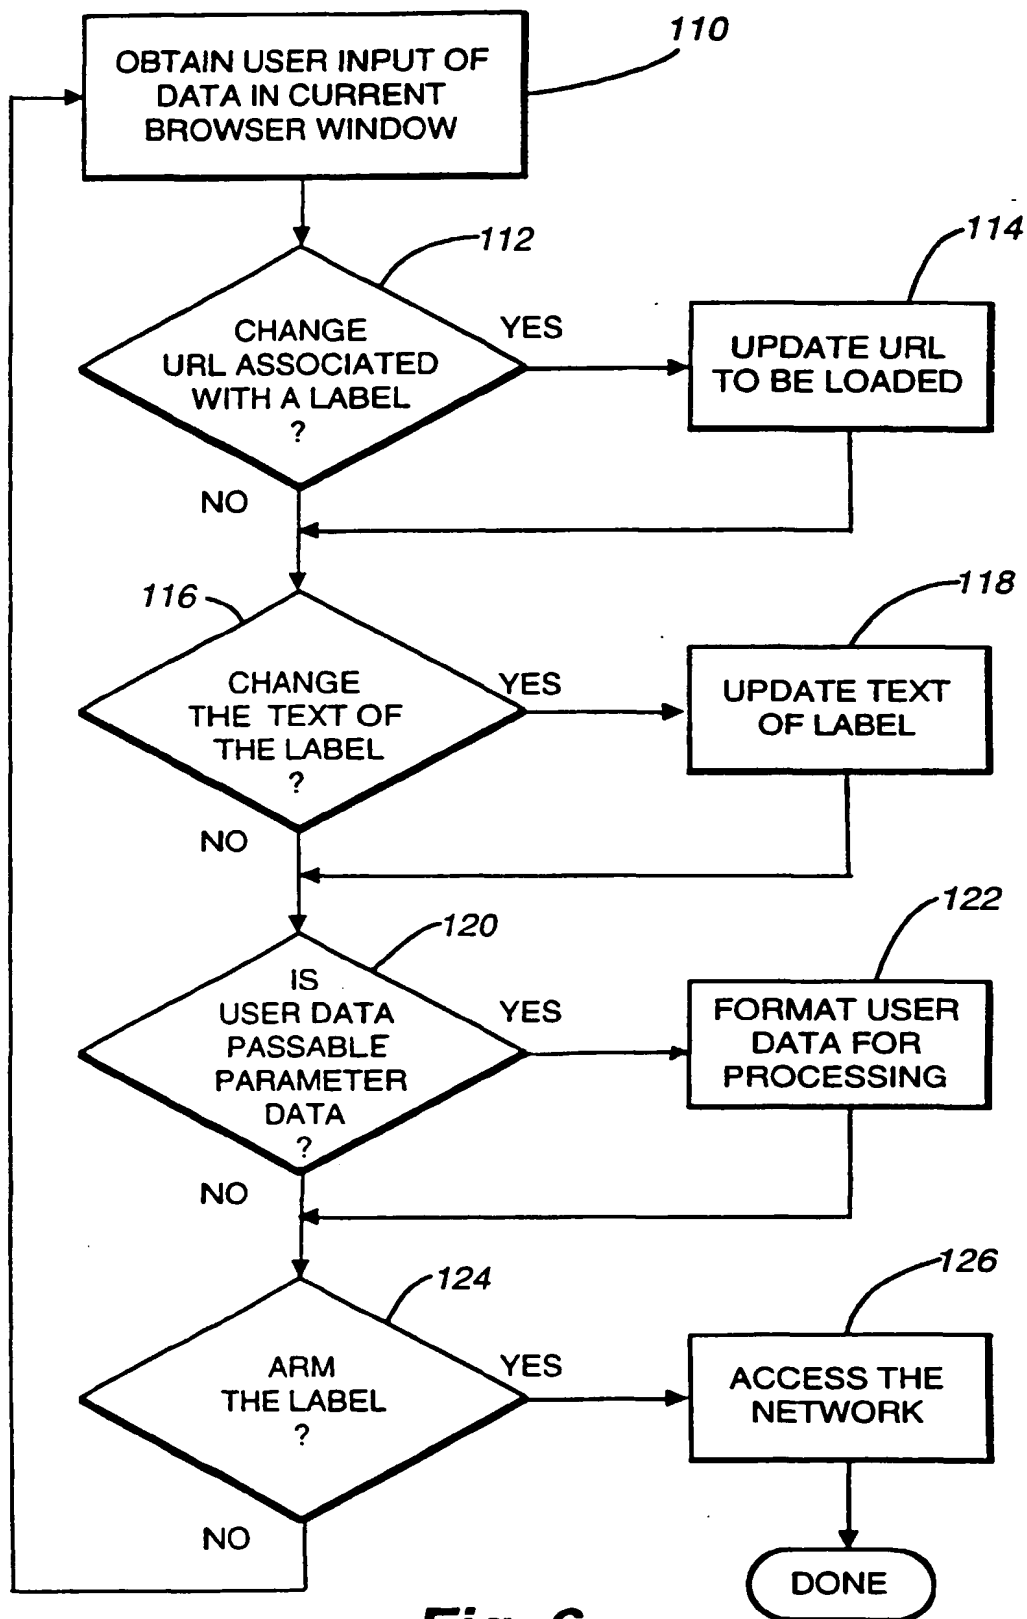 110
OBTAIN USER INPUT OF
DATA IN CURRENT
BROWSER WINDOW
112
114
CHANGE
URL ASSOCIATED
WITH A LABEL
?
YES
UPDATE URL
TO BE LOADED
NO
116
118
CHANGE
THE TEXT OF
THE LABEL
?
YES
UPDATE TEXT
OF LABEL
NO
120
122
IS
USER DATA
PASSABLE
PARAMETER
DATA
?
YES
FORMAT USER
DATA FOR
PROCESSING
NO
124
126
ARM
THE LABEL
?
YES
ACCESS THE
NETWORK
NO
DONE
Fig. 6